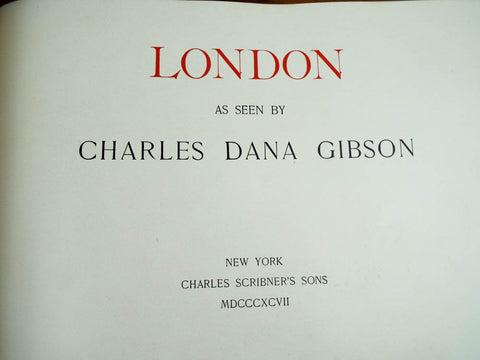 LONDON
AS SEEN BY
CHARLES DANA GIBSON
NEW YORK
CHARLES SCRIBNER'S SONS
MDCCCXCVII